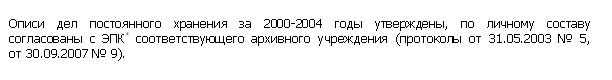 Описи дел постоянного хранения за 2000-2004 годы утверждены, по личному составу
согласованы с ЭПК* соответствующего архивного учреждения (протоколы от 31.05.2003 № 5,
от 30.09.2007 № 9).